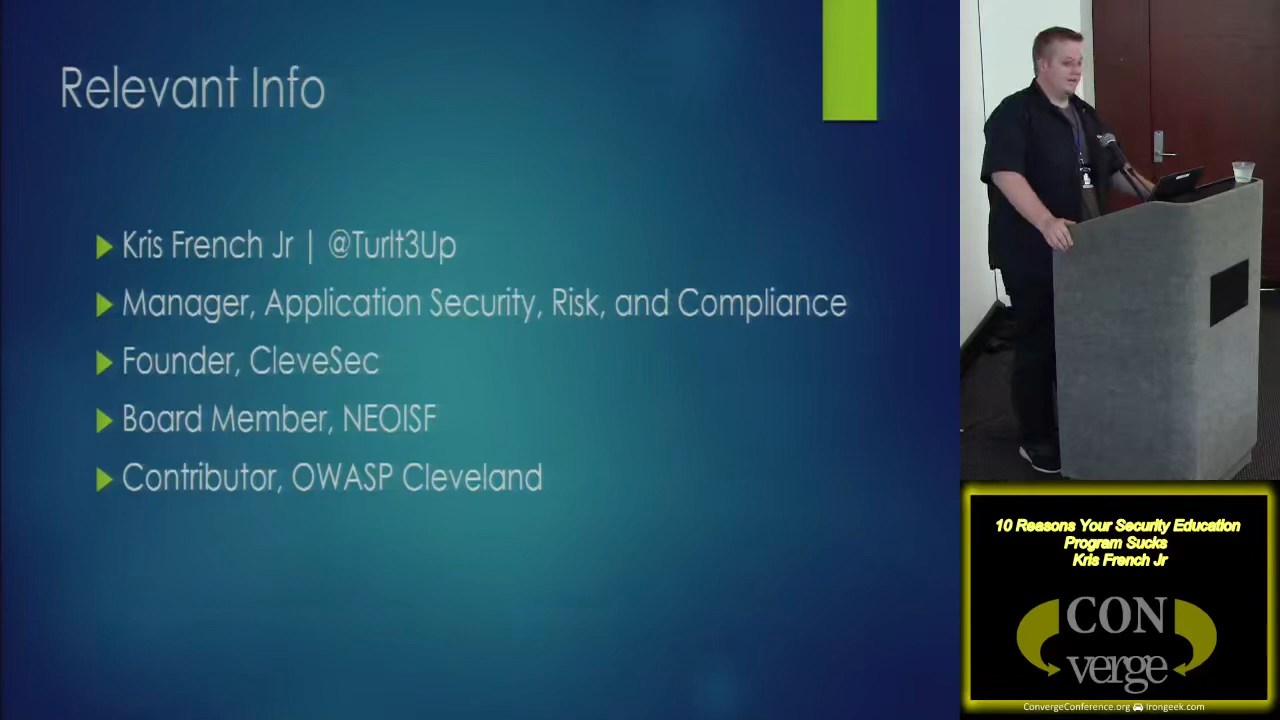 Relevant Info
Kris French Jr | @TurIt3Up
Manager, Application Security, Risk, and Compliance
Founder, CleveSec
Board Member, NEOISF
Contributor, OWASP Cleveland
10 Reasons Your Security Education
Program Sucks
Kris French Jr
CON
verge
ConvergeConference.org Irongeek.com